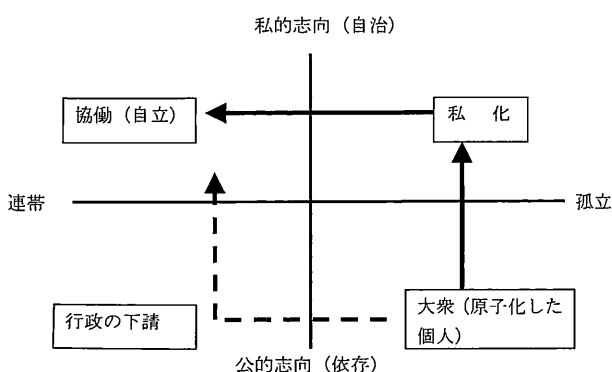 私的志向（自治）
協働（自立）
私　化
連帯
孤立
行政の下請
大衆（原子化した
個人）
公的志向（依存）